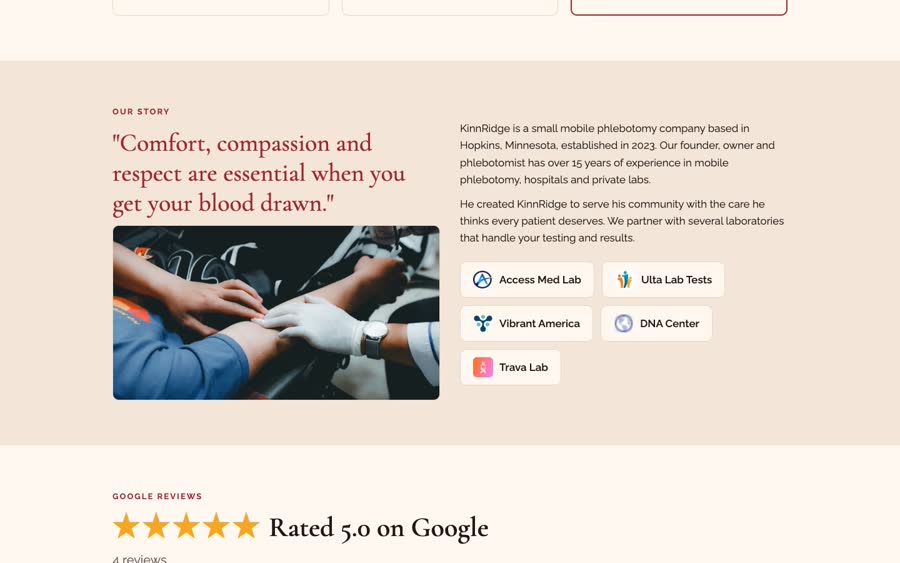 OUR STORY
"Comfort, compassion and
respect are essential when you
get your blood drawn."
KinnRidge is a small mobile phlebotomy company based in
Hopkins, Minnesota, established in 2023. Our founder, owner and
phlebotomist has over 15 years of experience in mobile
phlebotomy, hospitals and private labs.
He created KinnRidge to serve his community with the care he
thinks every patient deserves. We partner with several laboratories
that handle your testing and results.
Access Med Lab
Ulta Lab Tests
Vibrant America
DNA Center
Trava Lab
GOOGLE REVIEWS
Rated 5.0 on Google
4 reviews